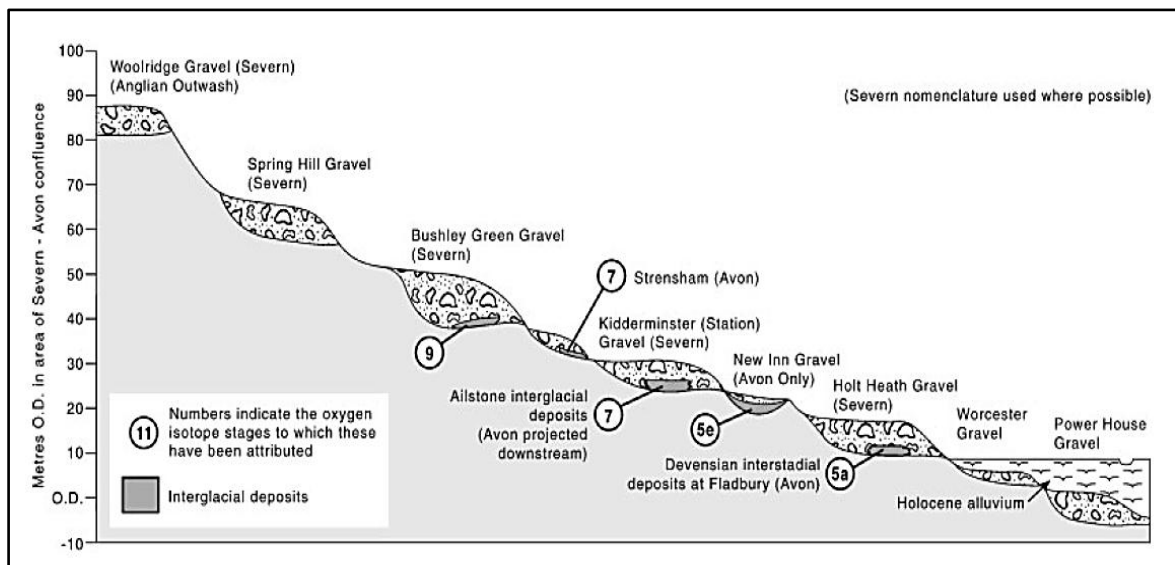 100
90
80
70
60
50
40
30
20
10
O.D.
-10
Metres O.D. in area of Severn - Avon confluence
Woolridge Gravel (Severn)
(Anglian Outwash)
(Severn nomenclature used where possible)
Spring Hill Gravel
(Severn)
Bushley Green Gravel
(Severn)
7
Strensham (Avon)
Kidderminster (Station)
Gravel (Severn)
9
New Inn Gravel
(Avon Only)
Holt Heath Gravel
(Severn)
Ailstone interglacial
deposits
(Avon projected
downstream)
7
5e
Worcester
Gravel
Power House
Gravel
Devensian interstadial
deposits at Fladbury (Avon)
5a
Holocene alluvium
11
Numbers indicate the oxygen
isotope stages to which these
have been attributed
Interglacial deposits